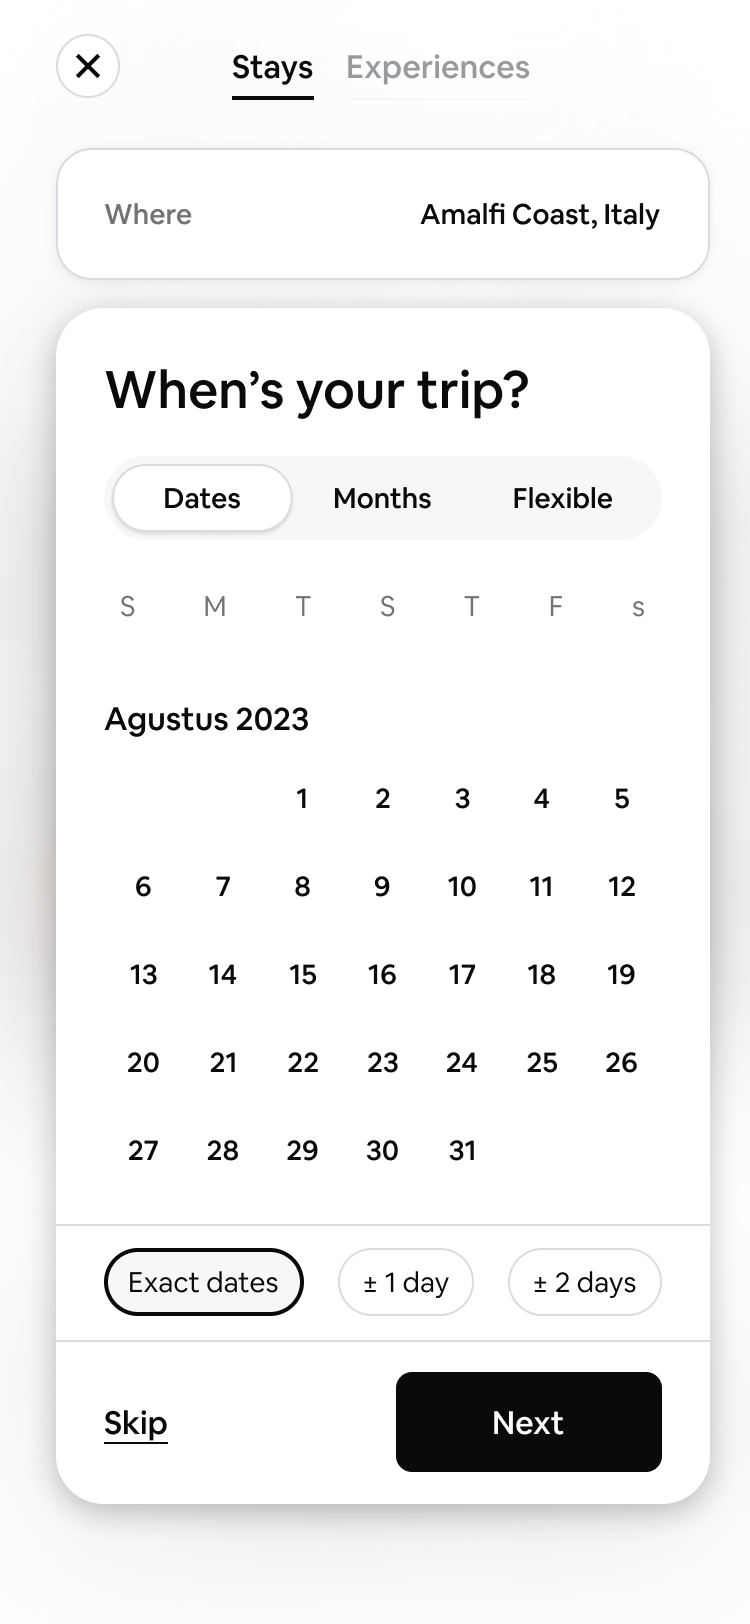 Stays Experiences
Where Amalfi Coast, Italy
When’s your trip?
Dates Months Flexible
S M T S T F s
Agustus 2023
1 2 3 4 5
6 7 8 9 10 11 12
13 14 15 16 17 18 19
20 21 22 23 24 25 26
27 28 29 30 31
Exact dates ± 1 day ± 2 days
Skip Next